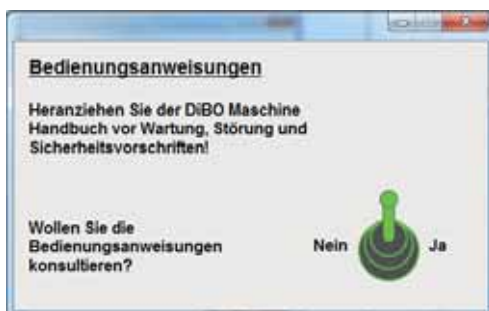 Bedienungsanweisungen
Heranziehen Sie der DiBO Maschine
Handbuch vor Wartung, Störung und
Sicherheitsvorschriften!
Wollen Sie die
Bedienungsanweisungen
konsultieren?
Nein
Ja